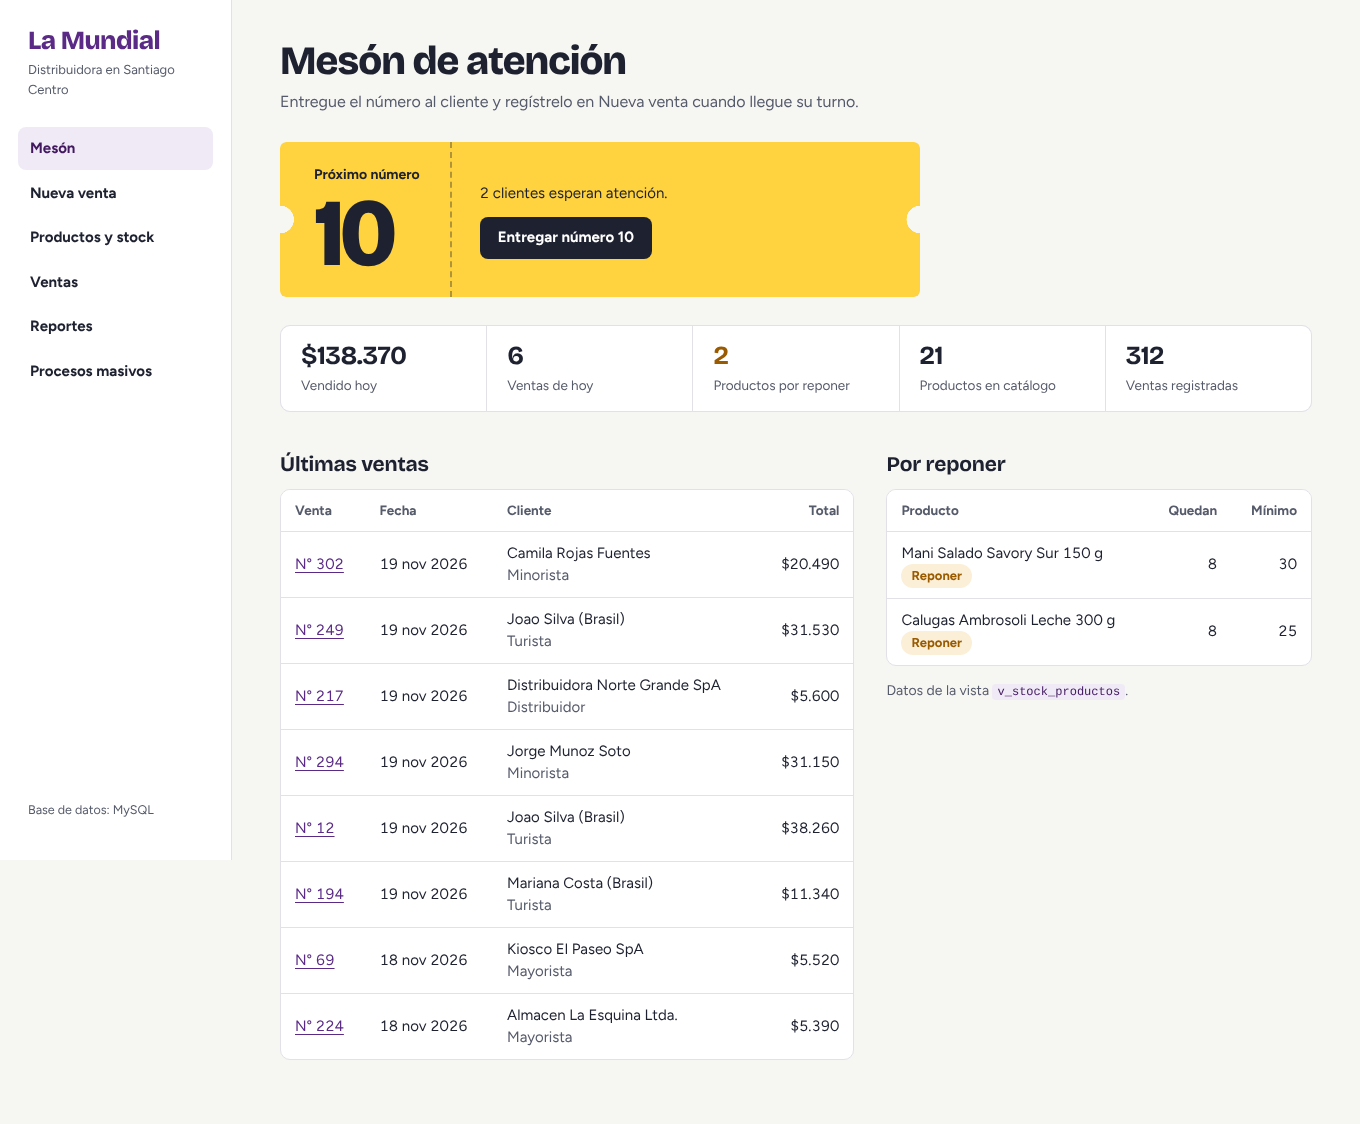 La Mundial
Distribuidora en Santiago
Centro
Mesón
Nueva venta
Productos y stock
Ventas
Reportes
Procesos masivos
Base de datos: MySQL
Mesón de atención
Entregue el número al cliente y regístrelo en Nueva venta cuando llegue su turno.
Próximo número
10
2 clientes esperan atención.
Entregar número 10
$138.370
Vendido hoy
6
Ventas de hoy
2
Productos por reponer
21
Productos en catálogo
312
Ventas registradas
Últimas ventas
Venta Fecha Cliente Total
N° 302 19 nov 2026 Camila Rojas Fuentes $20.490
Minorista
N° 249 19 nov 2026 Joao Silva (Brasil) $31.530
Turista
N° 217 19 nov 2026 Distribuidora Norte Grande SpA $5.600
Distribuidor
N° 294 19 nov 2026 Jorge Munoz Soto $31.150
Minorista
N° 12 19 nov 2026 Joao Silva (Brasil) $38.260
Turista
N° 194 19 nov 2026 Mariana Costa (Brasil) $11.340
Turista
N° 69 18 nov 2026 Kiosco El Paseo SpA $5.520
Mayorista
N° 224 18 nov 2026 Almacen La Esquina Ltda. $5.390
Mayorista
Por reponer
Producto Quedan Mínimo
Mani Salado Savory Sur 150 g 8 30
Reponer
Calugas Ambrosoli Leche 300 g 8 25
Reponer
Datos de la vista v_stock_productos.